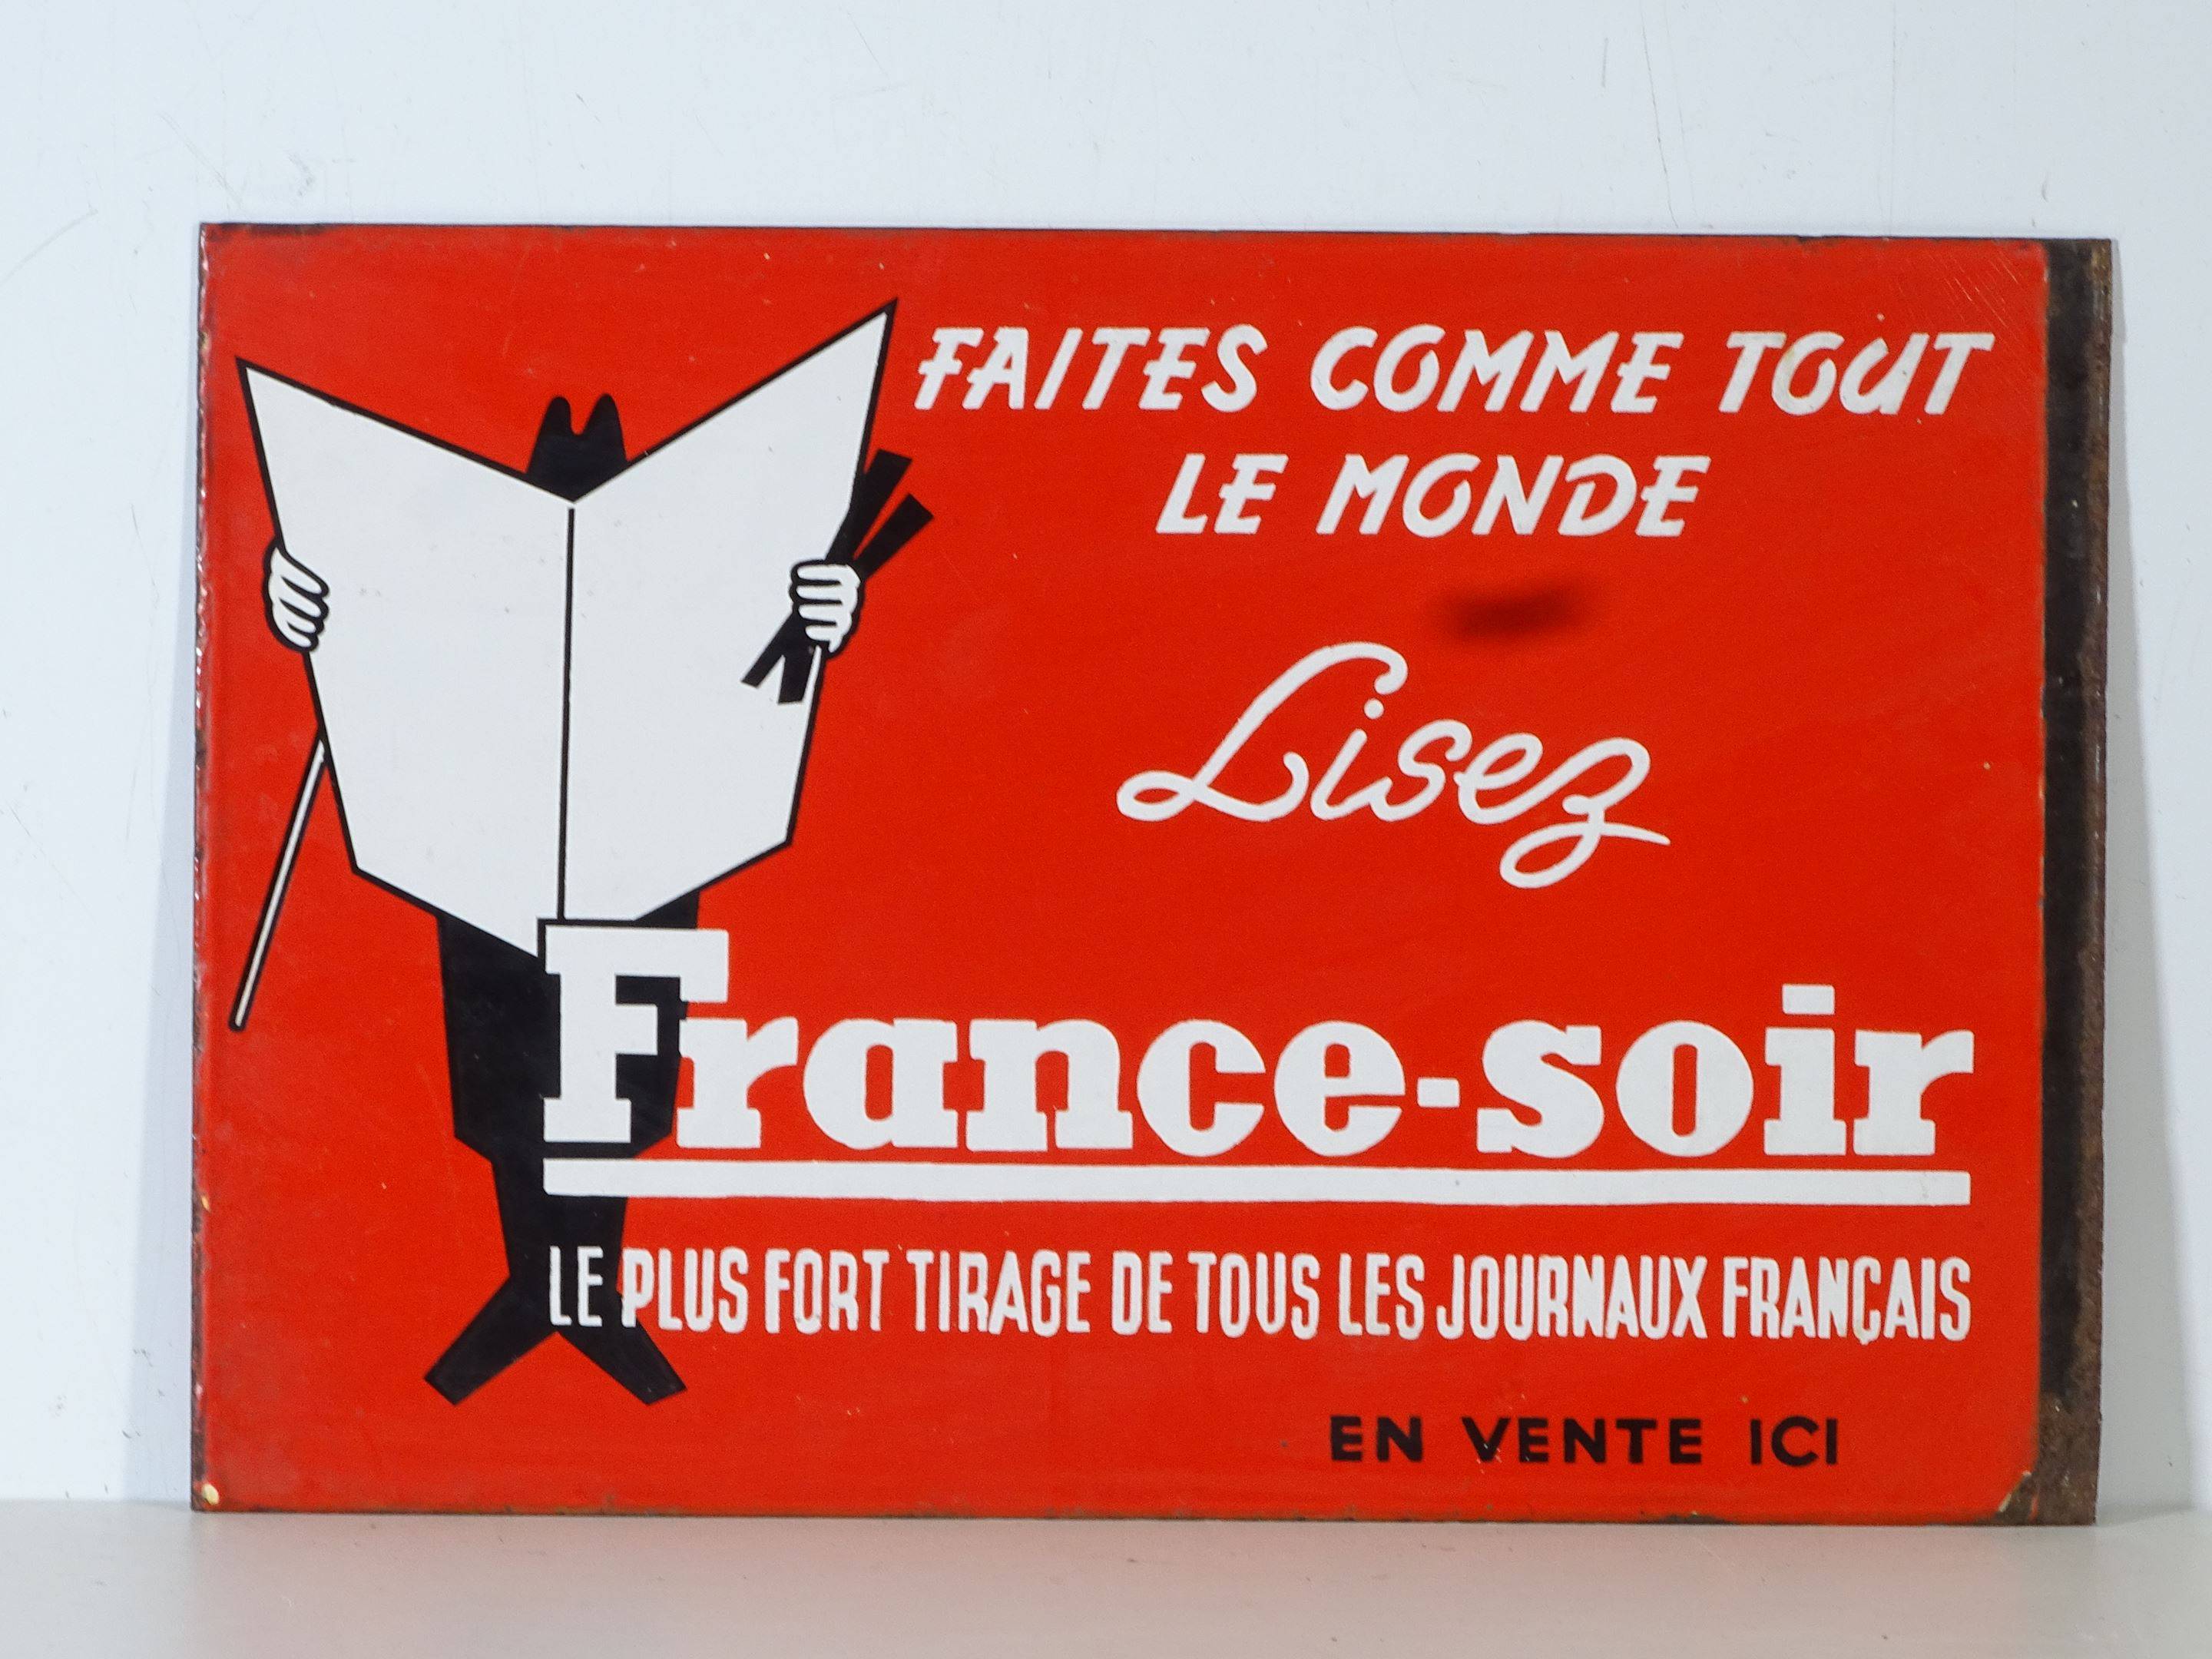 FAITES COMME TOUT
LE MONDE
Lisez
France-soir
LE PLUS FORT TIRAGE DE TOUS LES JOURNAUX FRANÇAIS
EN VENTE ICI